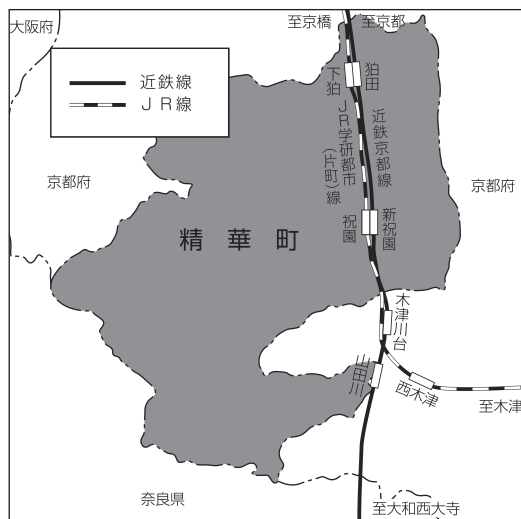 大阪府
至京橋
至京都
近鉄線
JR線
下狛
狛田
JR学研都市
(片町)線
近鉄京都線
京都府
京都府
祝園
新祝園
精華町
木津川台
山田川
西木津
至木津
奈良県
至大和西大寺